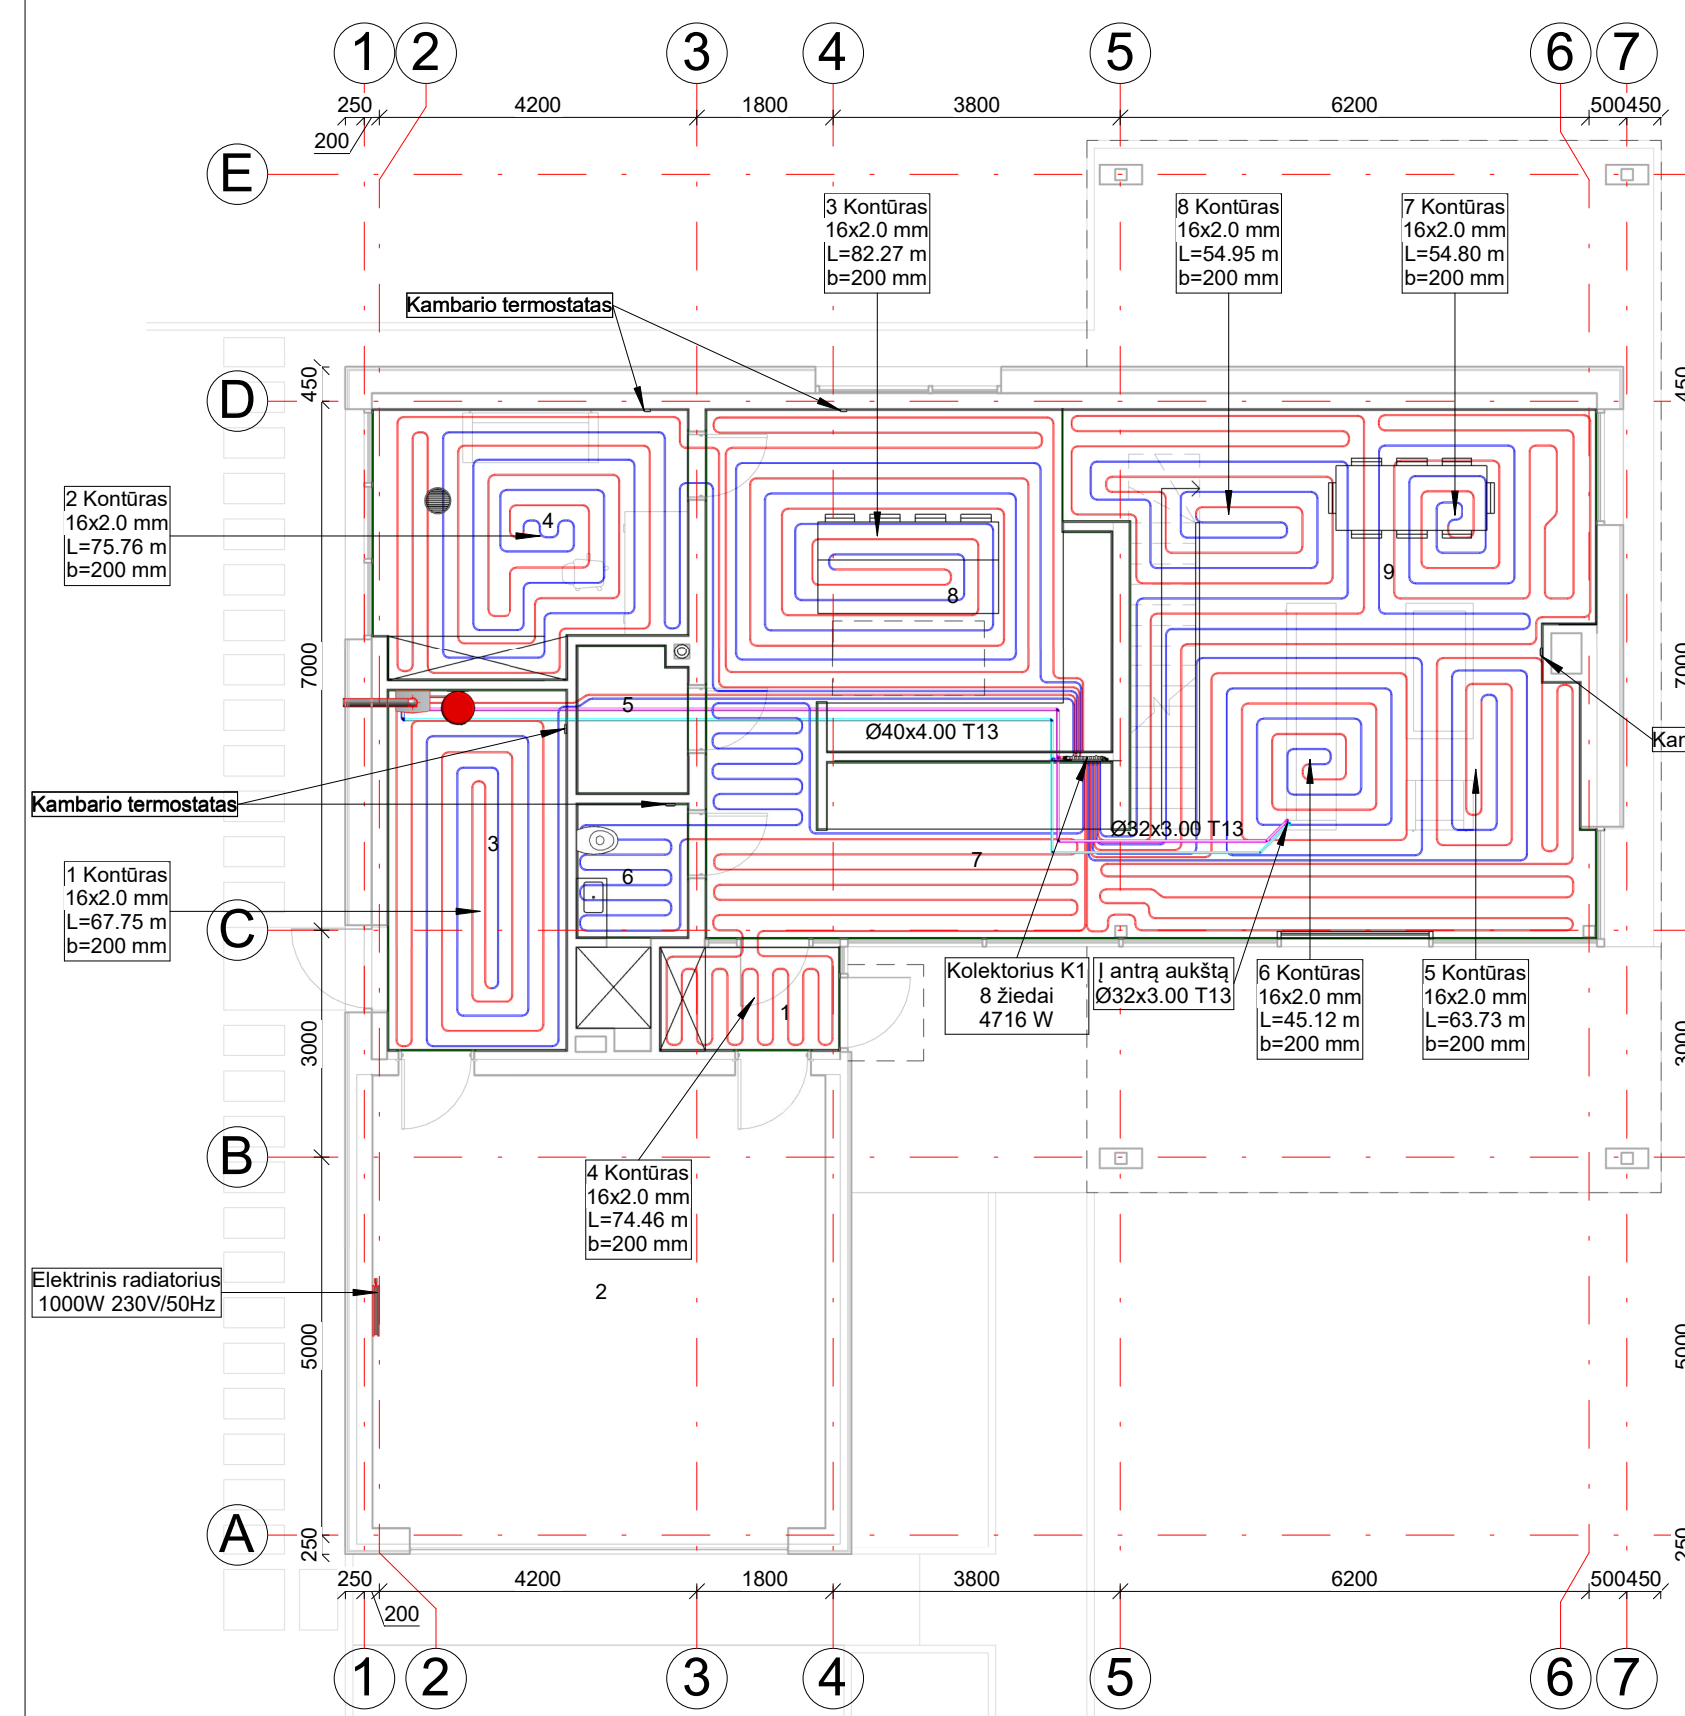 1 2 3 4 5 6 7
250 4200 1800 3800 6200 500 450
200
E
3 Kontūras
16x2.0 mm
L=82.27 m
b=200 mm
8 Kontūras
16x2.0 mm
L=54.95 m
b=200 mm
7 Kontūras
16x2.0 mm
L=54.80 m
b=200 mm
Kambario termostatas
450
450
D
2 Kontūras
16x2.0 mm
L=75.76 m
b=200 mm
4
8
9
7000
7000
5
Ø40x4.00 T13
Kar
Kambario termostatas
3
Ø32x3.00 T13
7
6
1 Kontūras
16x2.0 mm
L=67.75 m
b=200 mm
C
Kolektorius K1
8 žiedai
4716 W
Į antrą aukštą
Ø32x3.00 T13
6 Kontūras
16x2.0 mm
L=45.12 m
b=200 mm
5 Kontūras
16x2.0 mm
L=63.73 m
b=200 mm
1
3000
3000
B
4 Kontūras
16x2.0 mm
L=74.46 m
b=200 mm
Elektrinis radiatorius
1000W 230V/50Hz
2
5000
5000
A
250
250
250 4200 1800 3800 6200 500 450
200
1 2 3 4 5 6 7